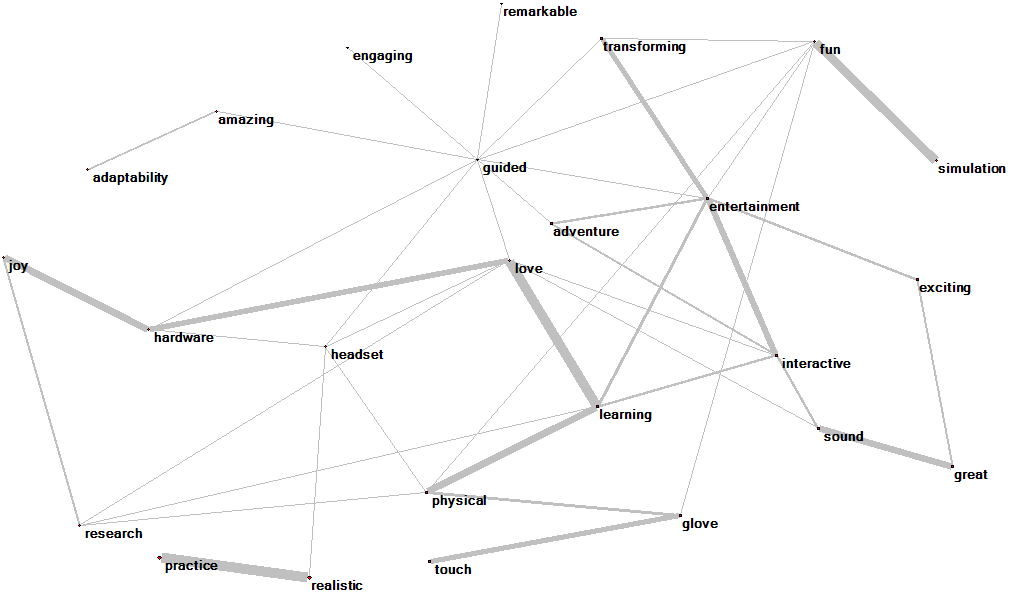 remarkable
transforming
fun
engaging
amazing
guided
simulation
adaptability
entertainment
adventure
joy
love
exciting
hardware
headset
interactive
learning
sound
great
physical
glove
research
practice
touch
realistic